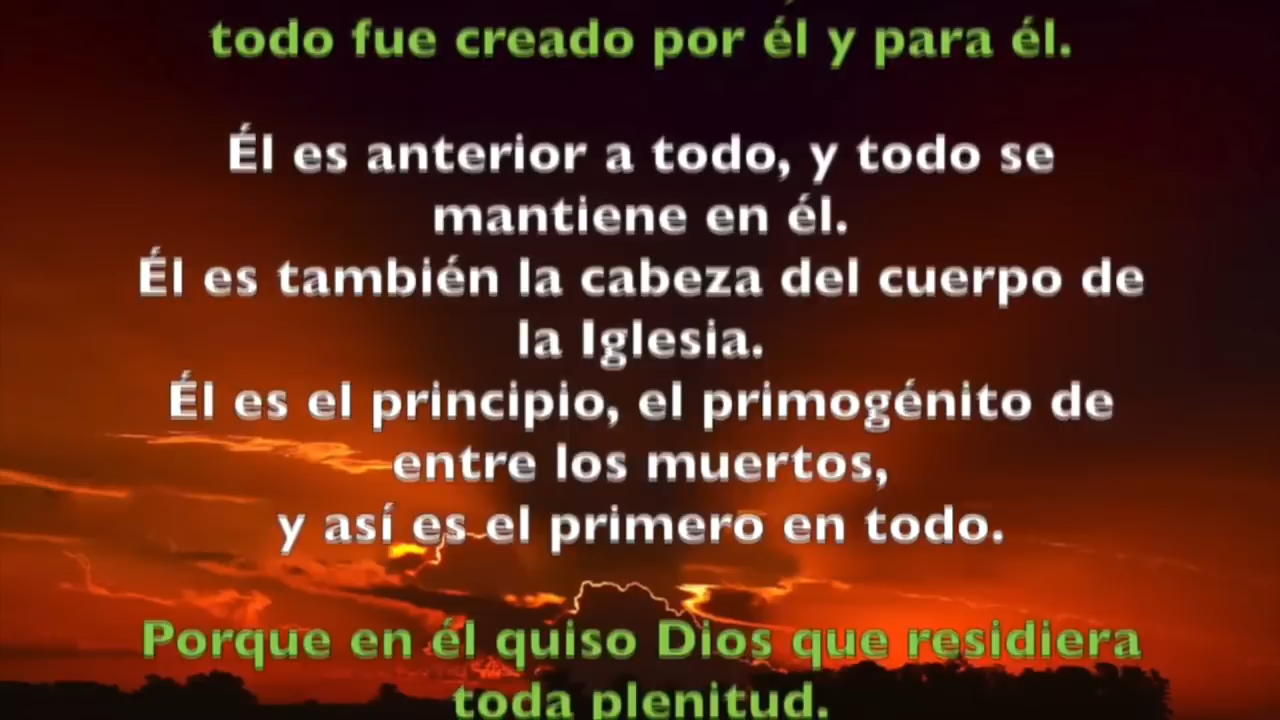 todo fue creado por él y para él.
Él es anterior a todo, y todo se
mantiene en él.
Él es también la cabeza del cuerpo de
la Iglesia.
Él es el principio, el primogénito de
entre los muertos,
y así es el primero en todo.
Porque en él quiso Dios que residiera
toda plenitud.